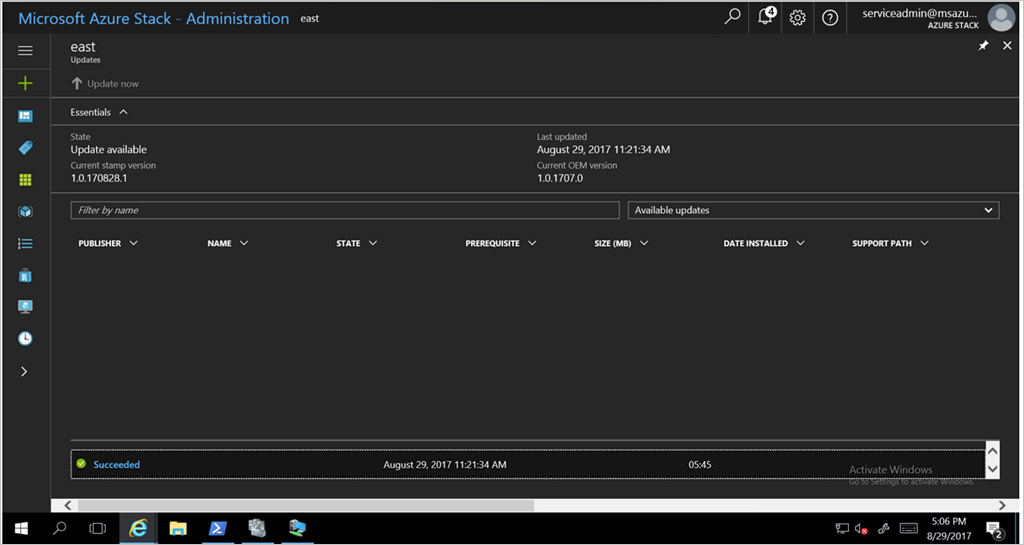 Microsoft Azure Stack - Administration east
4
serviceadmin@msazu...
AZURE STACK
east
Updates
Update now
Essentials
State
Update available
Current stamp version
1.0.170828.1
Last updated
August 29, 2017 11:21:34 AM
Current OEM version
1.0.1707.0
Filter by name
Available updates
PUBLISHER NAME STATE PREREQUISITE SIZE (MB) DATE INSTALLED SUPPORT PATH
Succeeded August 29, 2017 11:21:34 AM 05:45
Activate Windows
Go to Settings to activate Windows.
5:06 PM
8/29/2017
2